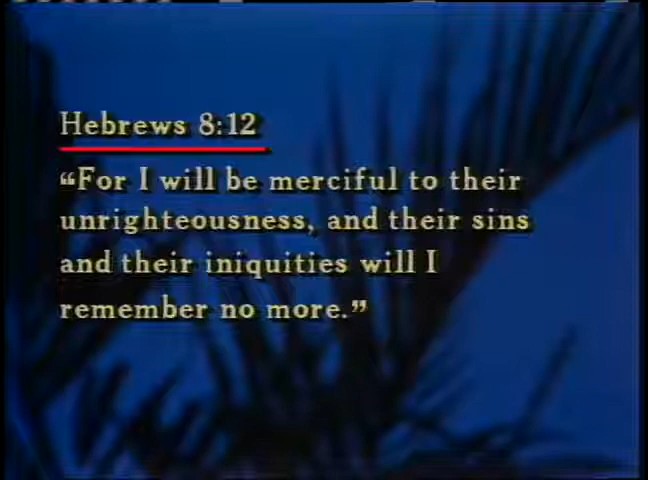 Hebrews 8:12
“For I will be merciful to their
unrighteousness, and their sins
and their iniquities will I
remember no more.”